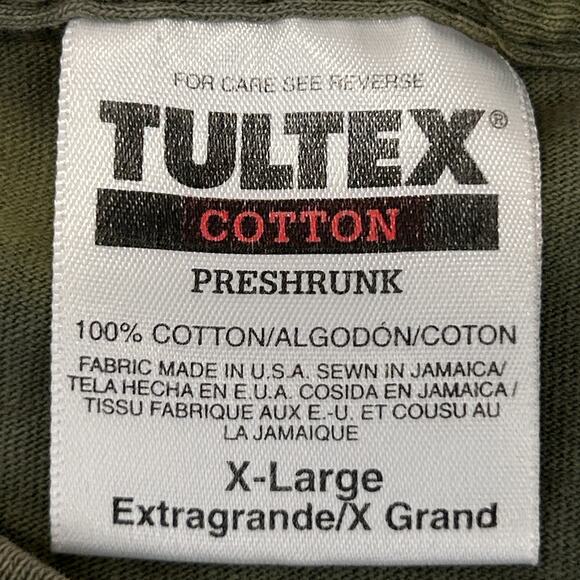 FOR CARE SEE REVERSE
TULTEX®
COTTON
PRESHRUNK
100% COTTON/ALGODÓN/COTON
FABRIC MADE IN U.S.A. SEWN IN JAMAICA/
TELA HECHA EN E.U.A. COSIDA EN JAMAICA/
TISSU FABRIQUE AUX E.-U. ET COUSU AU
LA JAMAIQUE
X-Large
Extragrande/X Grand